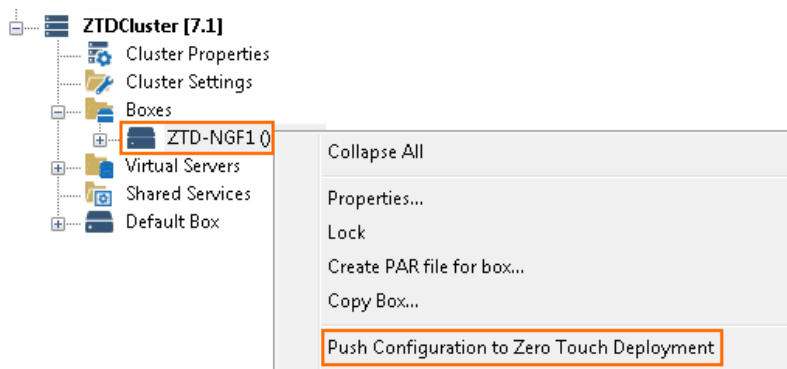 ZTDCluster [7.1]
Cluster Properties
Cluster Settings
Boxes
ZTD-NGF1 ()
Virtual Servers
Shared Services
Default Box
Collapse All
Properties...
Lock
Create PAR file for box...
Copy Box...
Push Configuration to Zero Touch Deployment